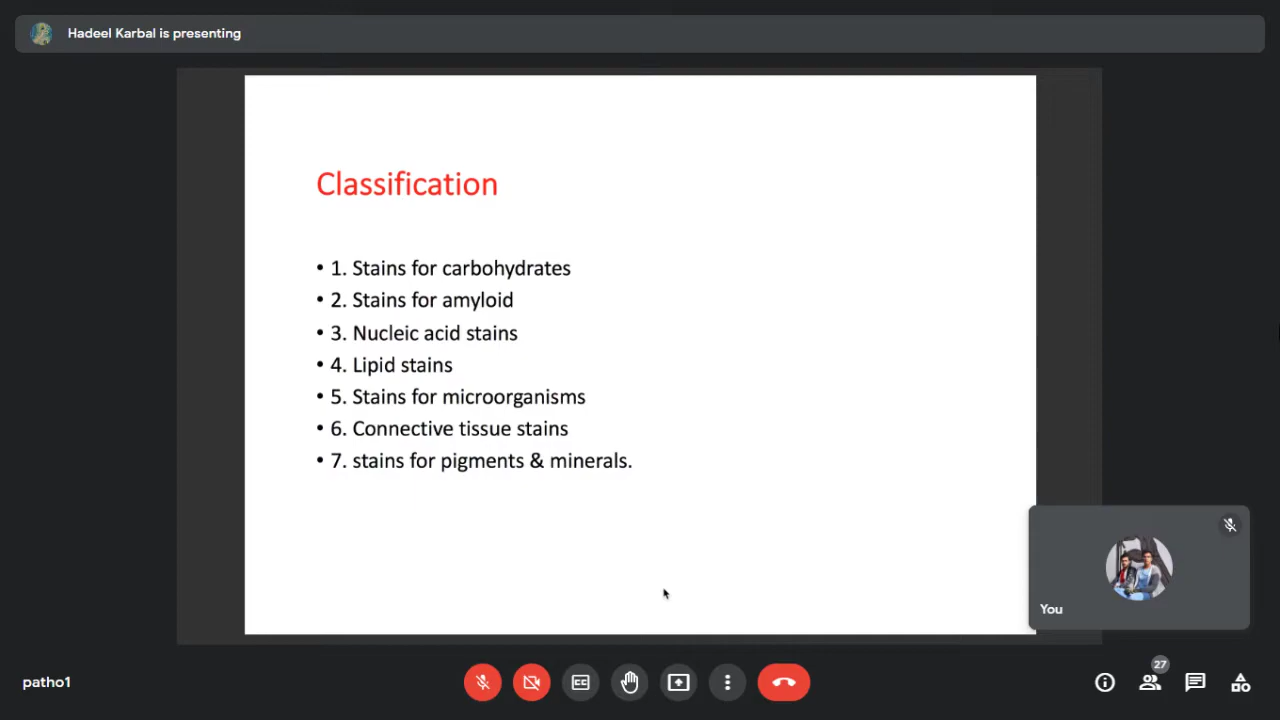 Hadeel Karbal is presenting
Classification
• 1. Stains for carbohydrates
• 2. Stains for amyloid
• 3. Nucleic acid stains
• 4. Lipid stains
• 5. Stains for microorganisms
• 6. Connective tissue stains
• 7. stains for pigments & minerals.
You
patho1
27